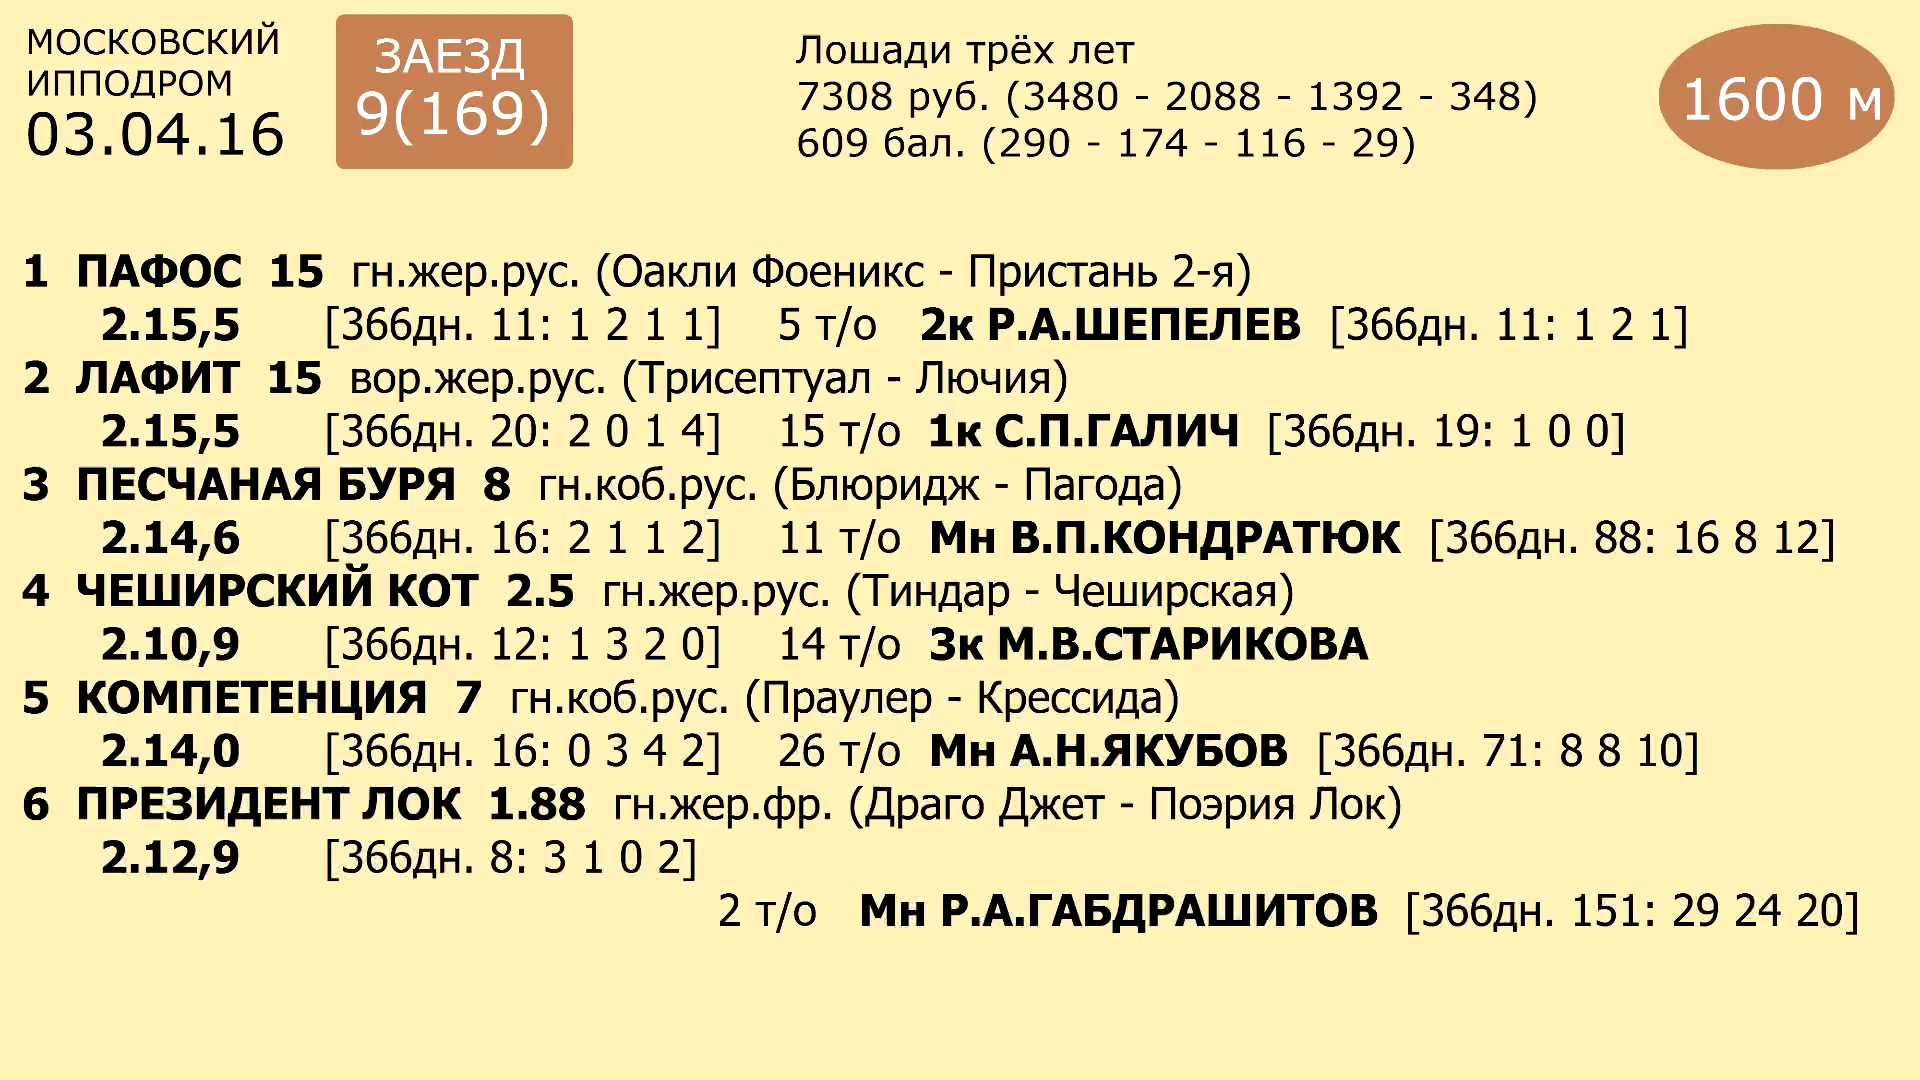 МОСКОВСКИЙ
ИППОДРОМ
03.04.16
ЗАЕЗД
9(169)
Лошади трёх лет
7308 руб. (3480 - 2088 - 1392 - 348)
609 бал. (290 - 174 - 116 - 29)
1600 м
1 ПАФОС 15 гн.жер.рус. (Оакли Фоеникс - Пристань 2-я)
2.15,5 [366дн. 11: 1 2 1 1] 5 т/о 2к Р.А.ШЕПЕЛЕВ [366дн. 11: 1 2 1]
2 ЛАФИТ 15 вор.жер.рус. (Трисептуал - Лючия)
2.15,5 [366дн. 20: 2 0 1 4] 15 т/о 1к С.П.ГАЛИЧ [366дн. 19: 1 0 0]
3 ПЕСЧАНАЯ БУРЯ 8 гн.коб.рус. (Блюридж - Пагода)
2.14,6 [366дн. 16: 2 1 1 2] 11 т/о Мн В.П.КОНДРАТЮК [366дн. 88: 16 8 12]
4 ЧЕШИРСКИЙ КОТ 2.5 гн.жер.рус. (Тиндар - Чеширская)
2.10,9 [366дн. 12: 1 3 2 0] 14 т/о 3к М.В.СТАРИКОВА
5 КОМПЕТЕНЦИЯ 7 гн.коб.рус. (Праулер - Крессида)
2.14,0 [366дн. 16: 0 3 4 2] 26 т/о Мн А.Н.ЯКУБОВ [366дн. 71: 8 8 10]
6 ПРЕЗИДЕНТ ЛОК 1.88 гн.жер.фр. (Драго Джет - Поэрия Лок)
2.12,9 [366дн. 8: 3 1 0 2]
2 т/о Мн Р.А.ГАБДРАШИТОВ [366дн. 151: 29 24 20]